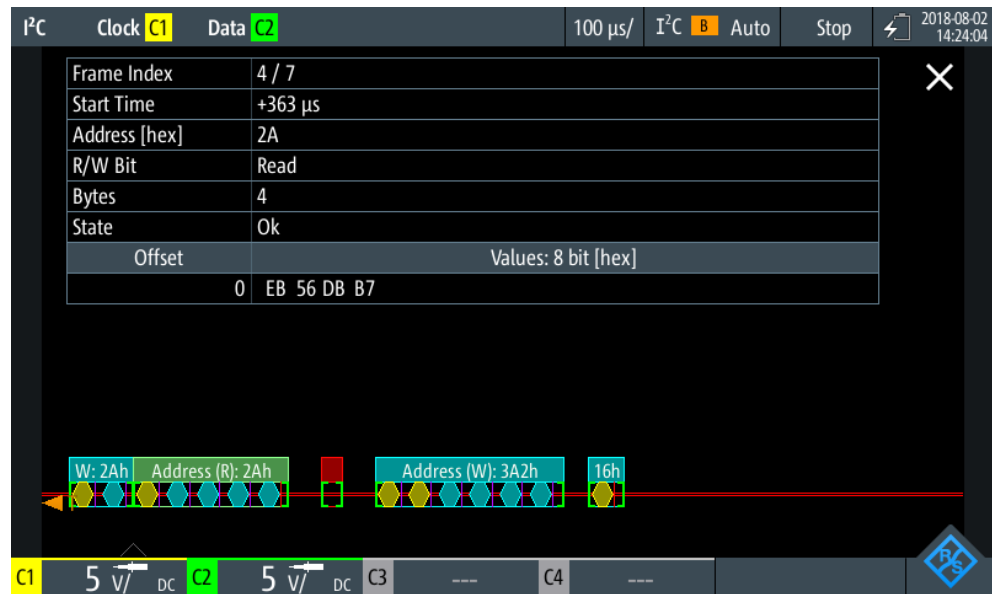 I²C Clock C1 Data C2 100 µs/ I²C B Auto Stop 2018-08-02
14:24:04
Frame Index 4 / 7
Start Time +363 µs
Address [hex] 2A
R/W Bit Read
Bytes 4
State Ok
Offset Values: 8 bit [hex]
0 EB 56 DB B7
W: 2Ah Address (R): 2Ah Address (W): 3A2h 16h
C1 5 V/ DC C2 5 V/ DC C3 --- C4 ---
R/S